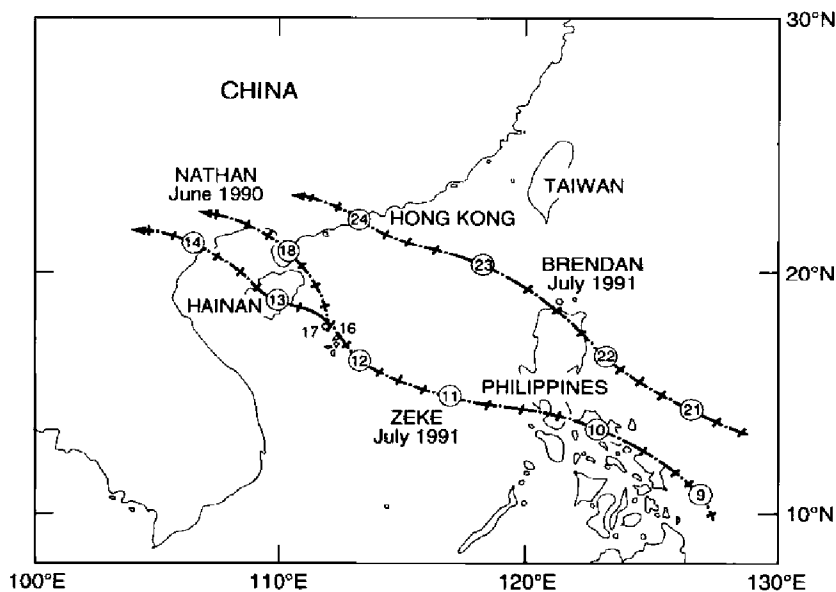 30°N
CHINA
NATHAN
June 1990
TAIWAN
24
HONG KONG
14
18
23
BRENDAN
July 1991
20°N
HAINAN
13
17
16
12
22
PHILIPPINES
11
21
ZEKE
July 1991
10
9
10°N
100°E
110°E
120°E
130°E